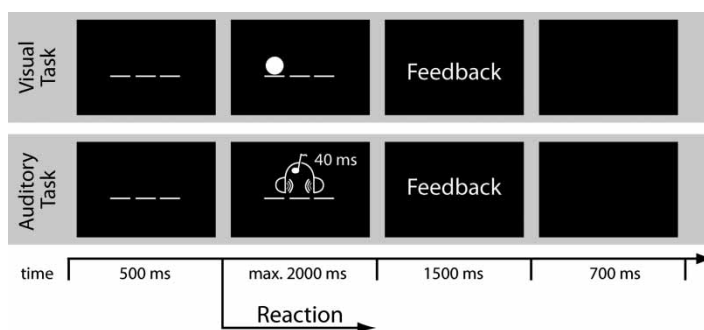 Visual
Task
Feedback
Auditory
Task
40 ms
Feedback
time
500 ms
max. 2000 ms
1500 ms
700 ms
Reaction